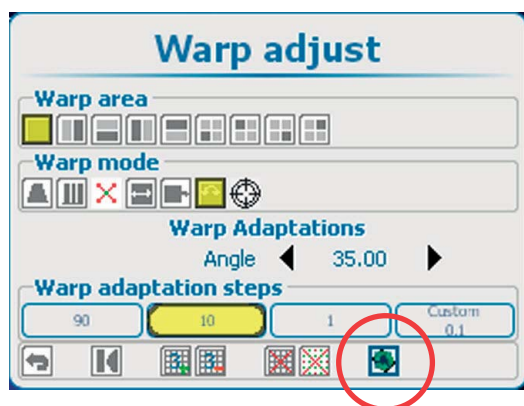 Warp adjust
Warp area
Warp mode
Warp Adaptations
Angle 35.00
Warp adaptation steps
90 10 1 Custom 0.1